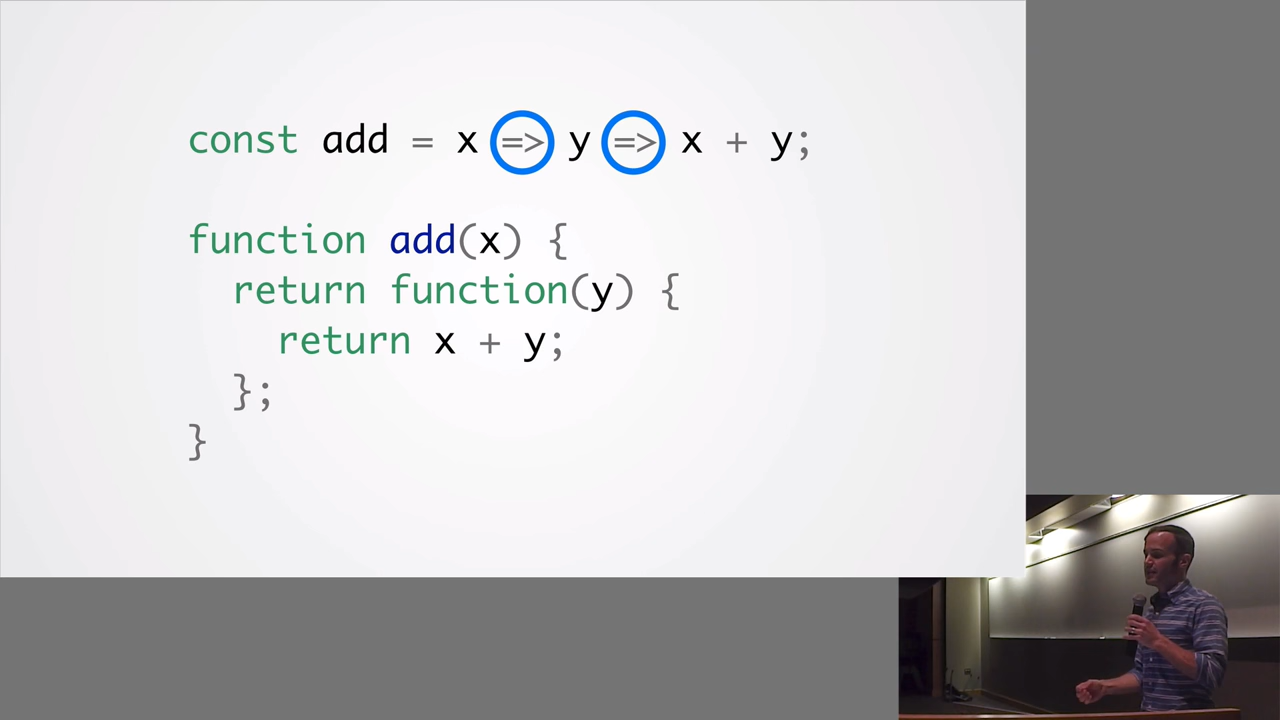 const add = x => y => x + y;
function add(x) {
return function(y) {
return x + y;
};
}